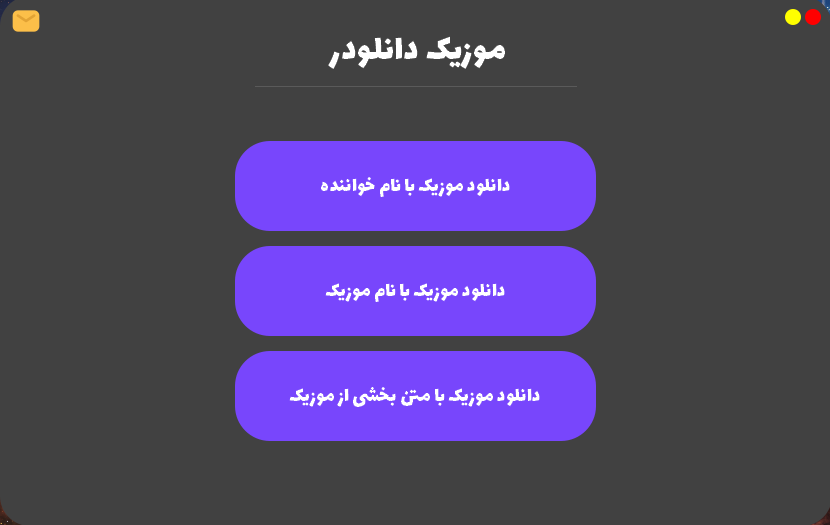 موزیک دانلودر
دانلود موزیک با نام خواننده
دانلود موزیک با نام موزیک
دانلود موزیک با متن بخشی از موزیک